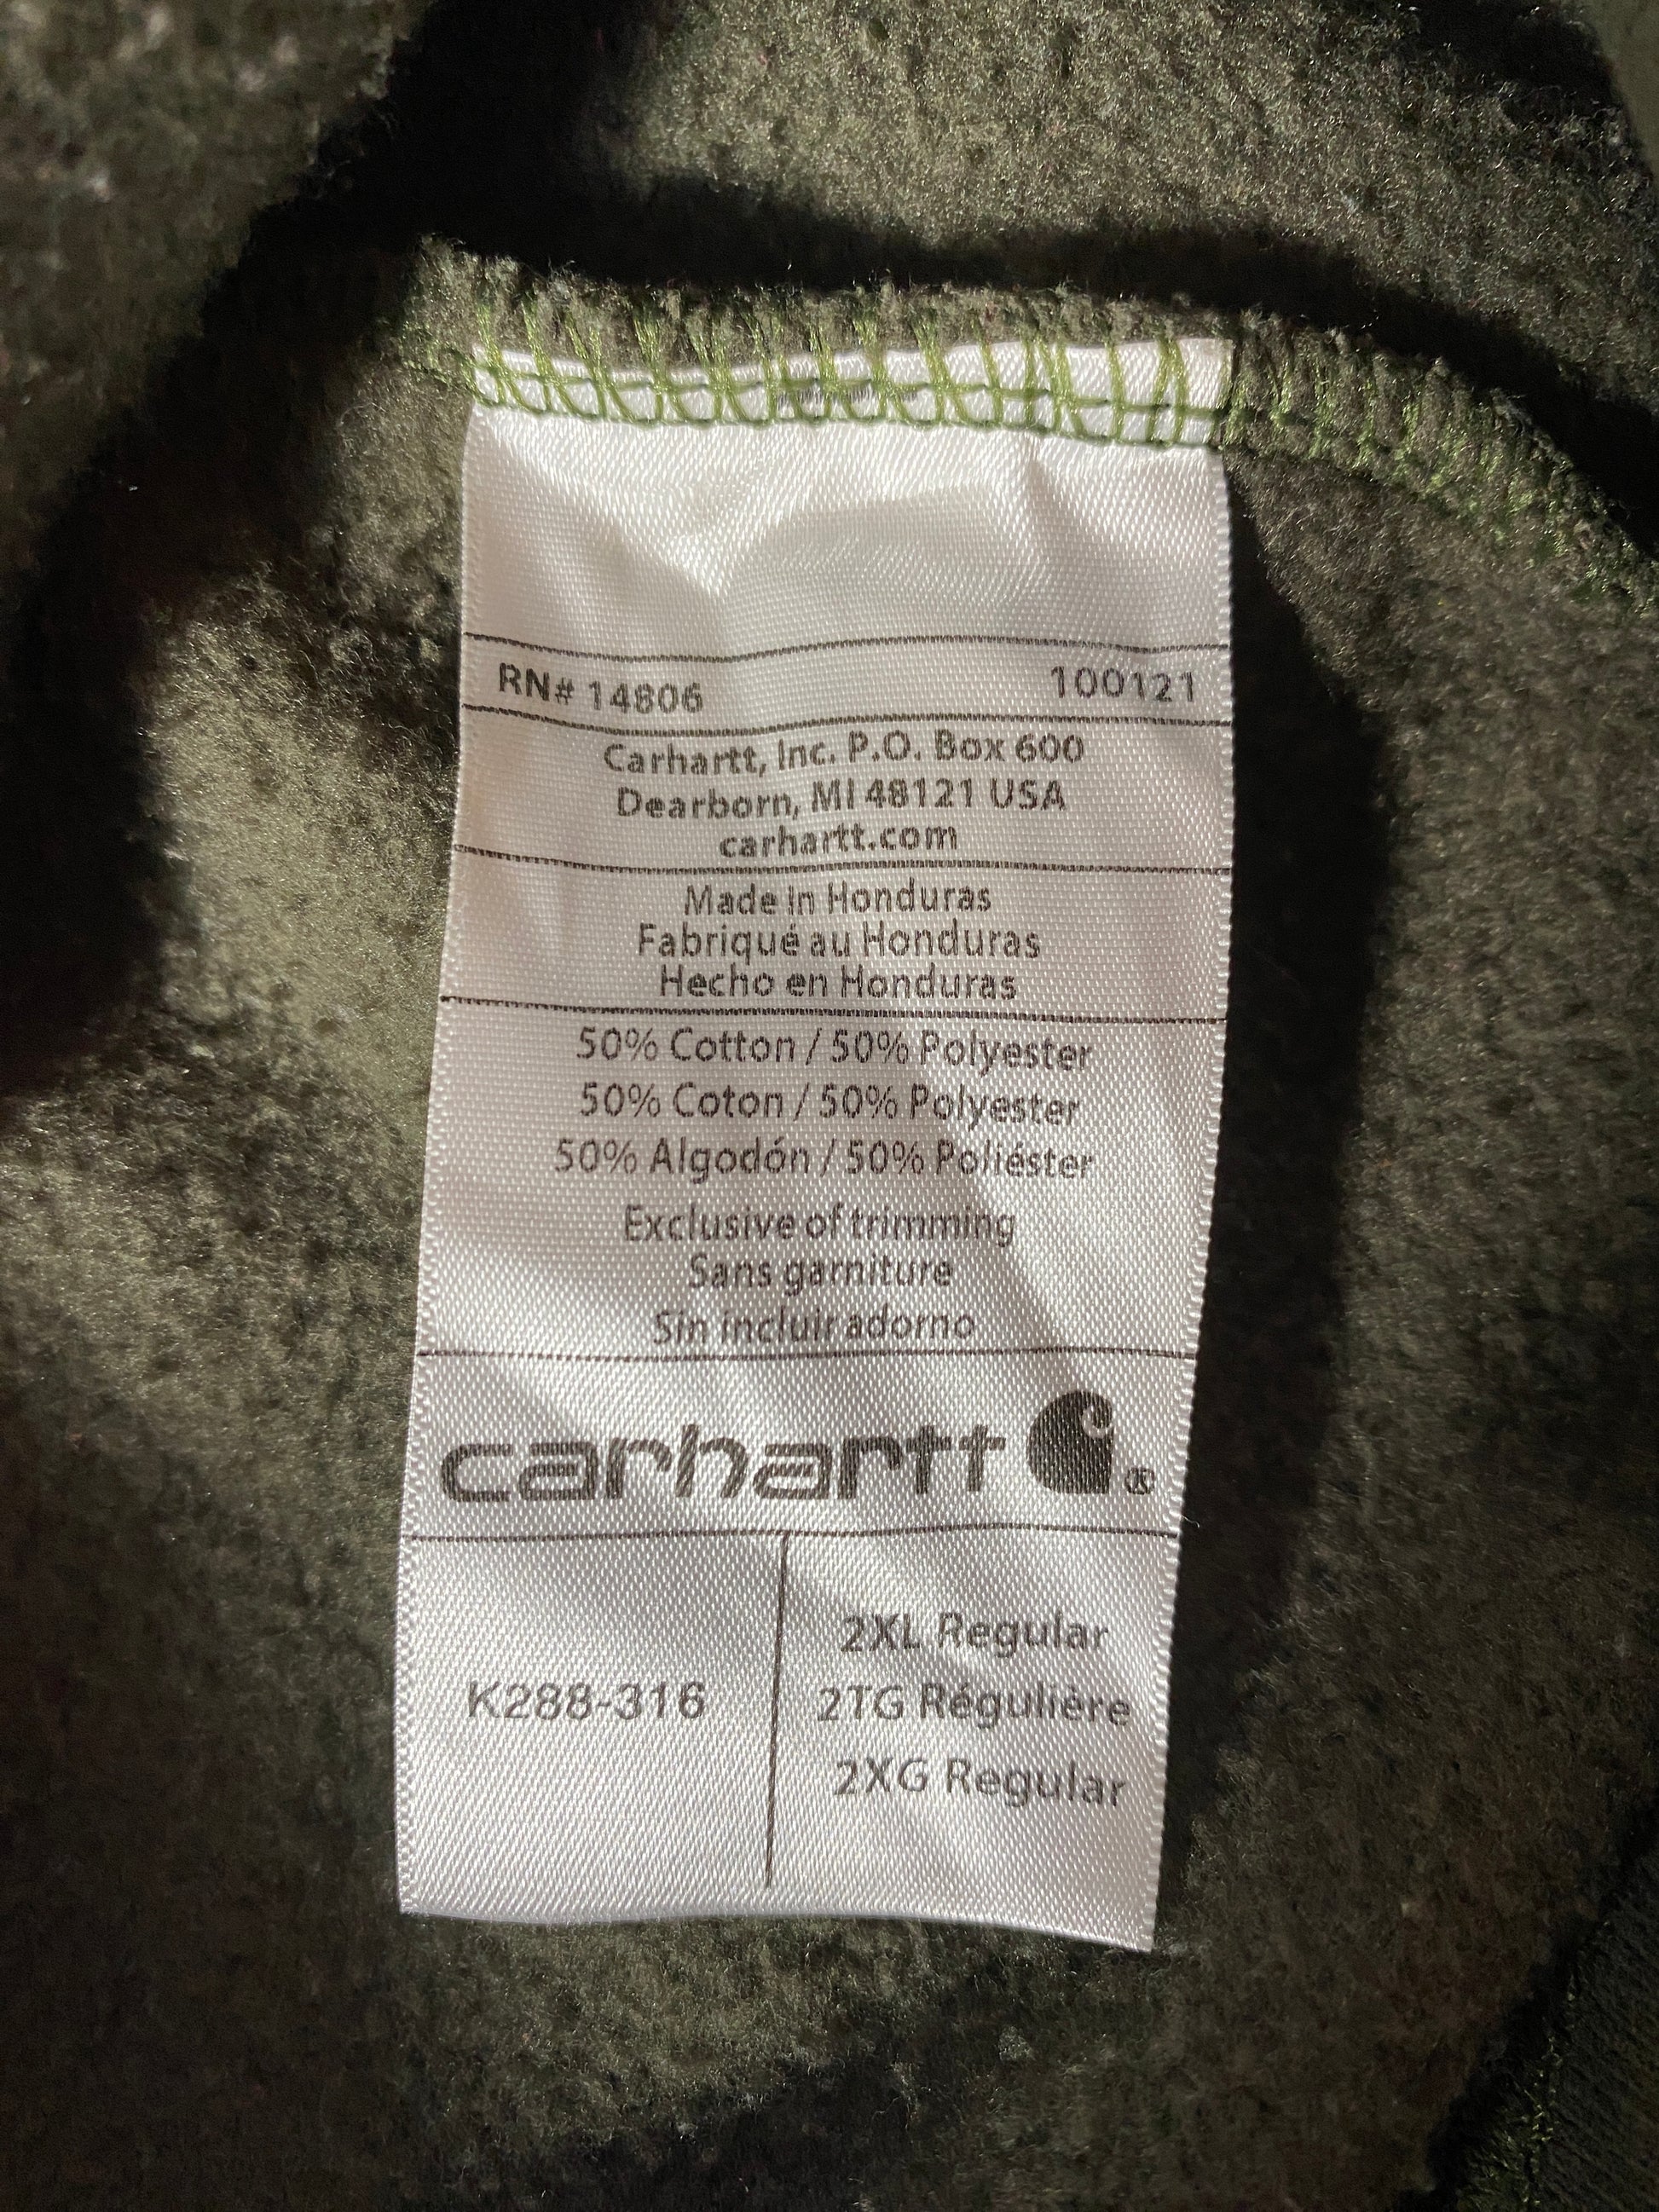 RN# 14806 100121
Carhartt, Inc. P.O. Box 600
Dearborn, MI 48121 USA
carhartt.com
Made in Honduras
Fabriqué au Honduras
Hecho en Honduras
50% Cotton / 50% Polyester
50% Coton / 50% Polyester
50% Algodón / 50% Poliéster
Exclusive of trimming
Sans garniture
Sin incluir adorno
carhartt ®
K288-316
2XL Regular
2TG Régulière
2XG Regular